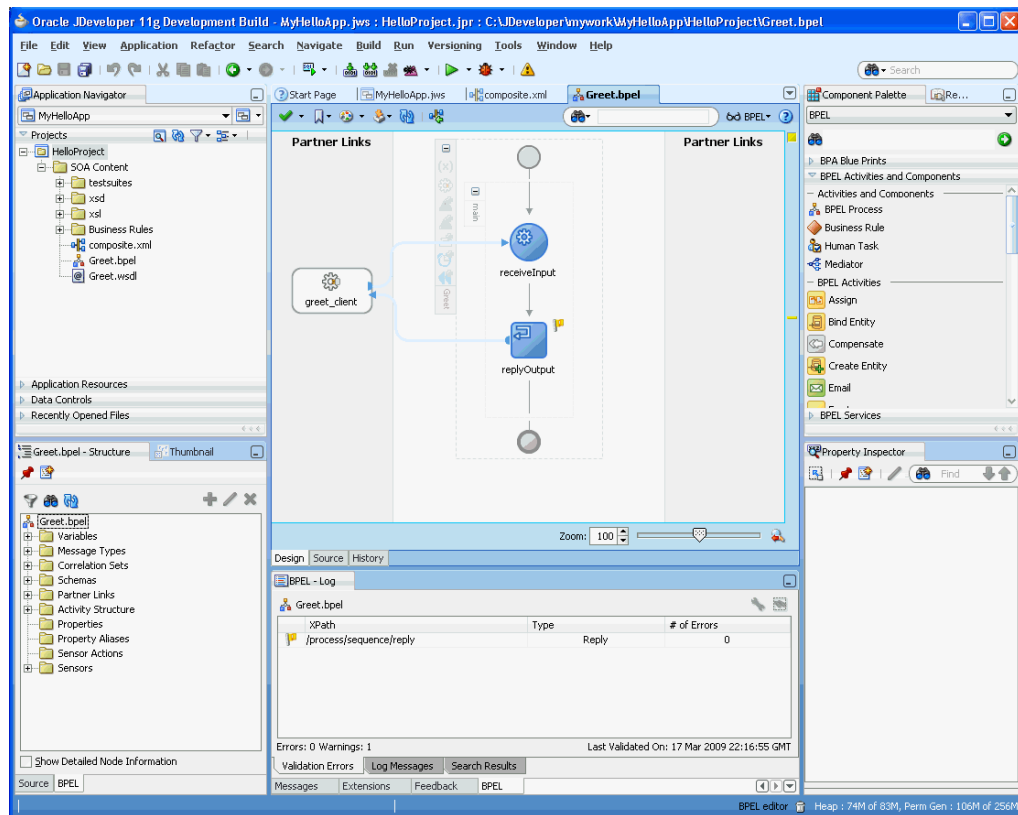 Oracle JDeveloper 11g Development Build - MyHelloApp.jws : HelloProject.jpr : C:\JDeveloper\mywork\MyHelloApp\HelloProject\Greet.bpel
File Edit View Application Refactor Search Navigate Build Run Versioning Tools Window Help
Search
Application Navigator
MyHelloApp
Projects
HelloProject
SOA Content
testsuites
xsd
xsl
Business Rules
composite.xml
Greet.bpel
Greet.wsdl
Application Resources
Data Controls
Recently Opened Files
Greet.bpel - Structure Thumbnail
Greet.bpel
Variables
Message Types
Correlation Sets
Schemas
Partner Links
Activity Structure
Properties
Property Aliases
Sensor Actions
Sensors
Show Detailed Node Information
Source BPEL
Start Page MyHelloApp.jws composite.xml Greet.bpel
BPEL
Partner Links Partner Links
main
receiveInput
greet_client
Greet
replyOutput
Zoom: 100
Design Source History
BPEL - Log
Greet.bpel
XPath Type # of Errors
/process/sequence/reply Reply 0
Errors: 0 Warnings: 1 Last Validated On: 17 Mar 2009 22:16:55 GMT
Validation Errors Log Messages Search Results
Messages Extensions Feedback BPEL
Component Palette Re...
BPEL
BPA Blue Prints
BPEL Activities and Components
Activities and Components
BPEL Process
Business Rule
Human Task
Mediator
BPEL Activities
Assign
Bind Entity
Compensate
Create Entity
Email
BPEL Services
Property Inspector
Find
BPEL editor Heap : 74M of 83M, Perm Gen : 106M of 256M